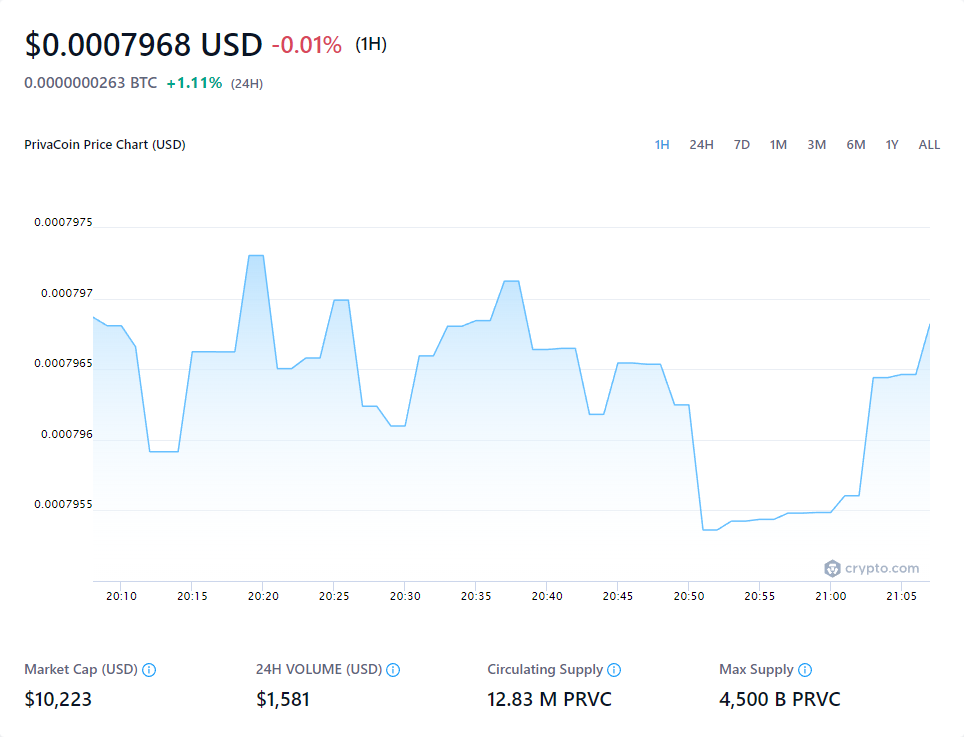 $0.0007968 USD -0.01% (1H)
0.0000000263 BTC +1.11% (24H)
PrivaCoin Price Chart (USD) 1H 24H 7D 1M 3M 6M 1Y ALL
0.0007975
0.000797
0.0007965
0.000796
0.0007955
crypto.com
20:10 20:15 20:20 20:25 20:30 20:35 20:40 20:45 20:50 20:55 21:00 21:05
Market Cap (USD) 24H VOLUME (USD) Circulating Supply Max Supply
$10,223 $1,581 12.83 M PRVC 4,500 B PRVC